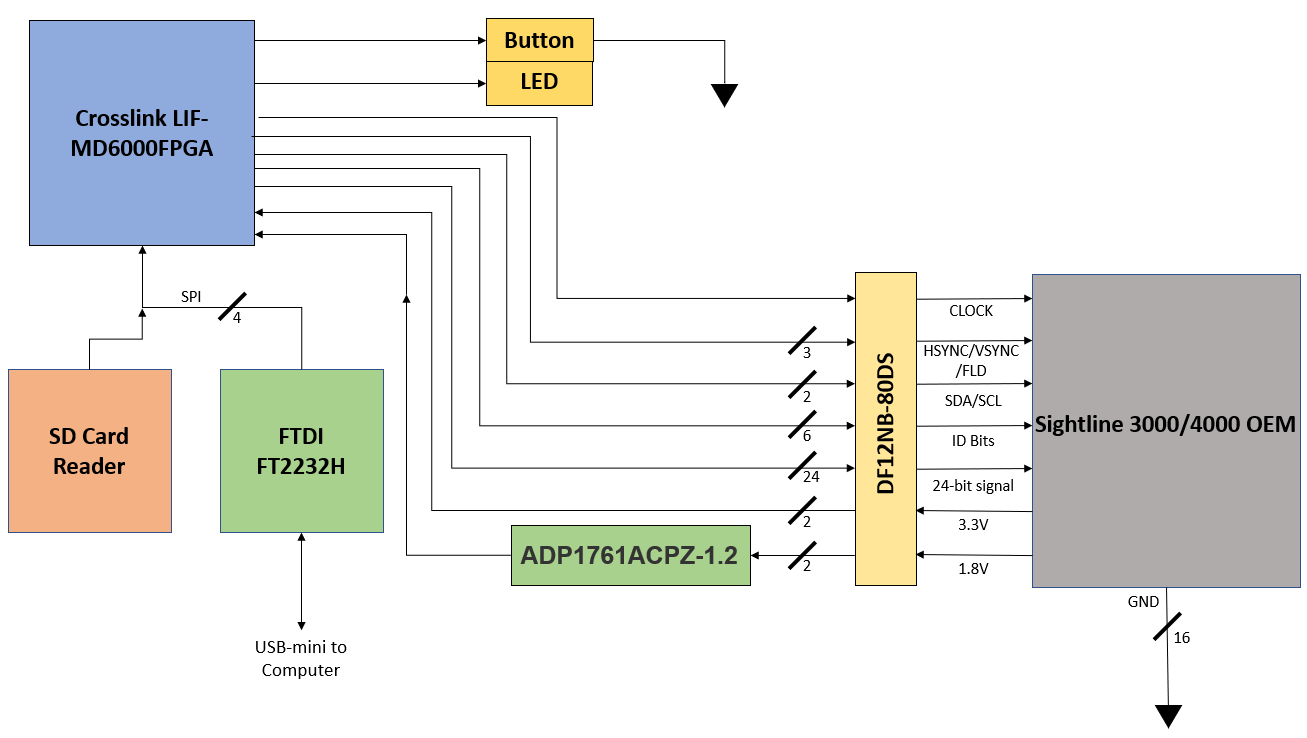 Button
LED
Crosslink LIF-
MD6000FPGA
SPI
4
SD Card
Reader
FTDI
FT2232H
USB-mini to
Computer
3
2
6
24
2
2
ADP1761ACPZ-1.2
DF12NB-80DS
CLOCK
HSYNC/VSYNC
/FLD
SDA/SCL
ID Bits
24-bit signal
3.3V
1.8V
Sightline 3000/4000 OEM
GND
16